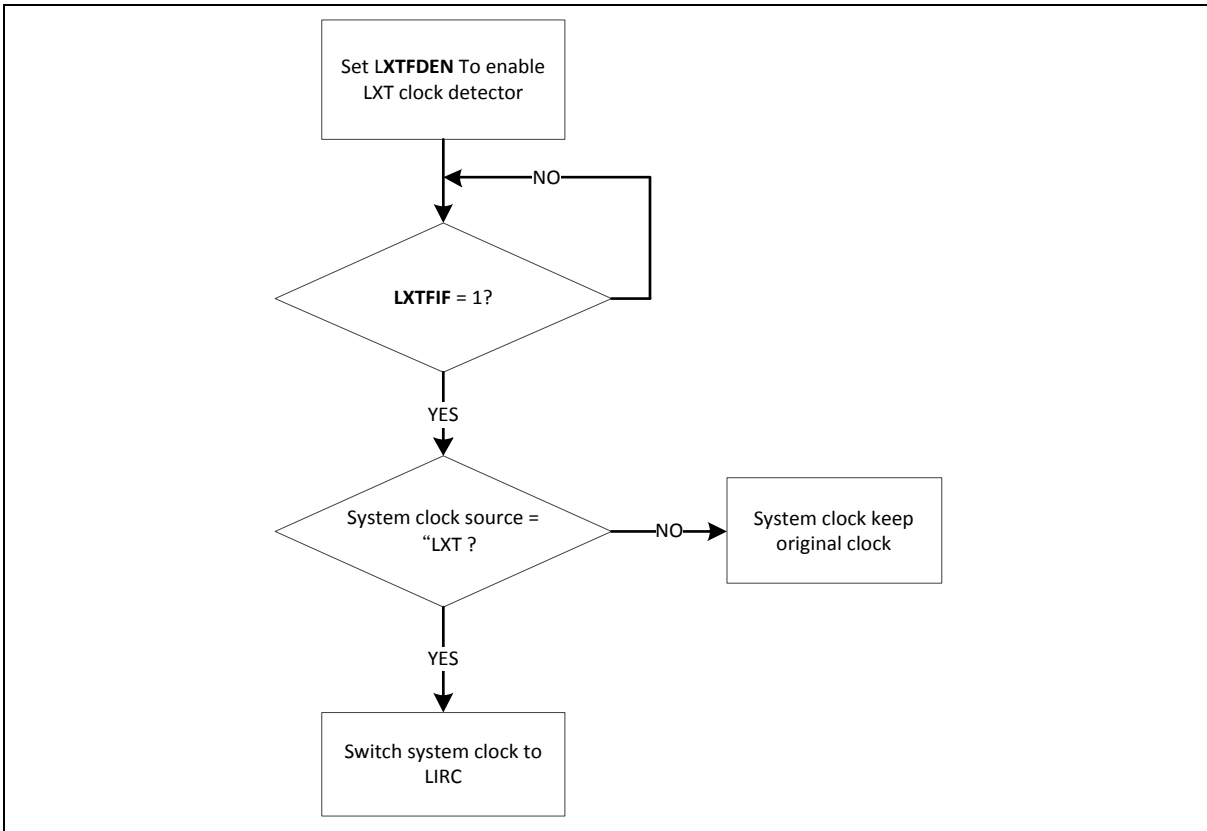 Set LXTFDEN To enable
LXT clock detector
NO
LXTFIF = 1?
YES
System clock source =
“LXT ?
NO
System clock keep
original clock
YES
Switch system clock to
LIRC